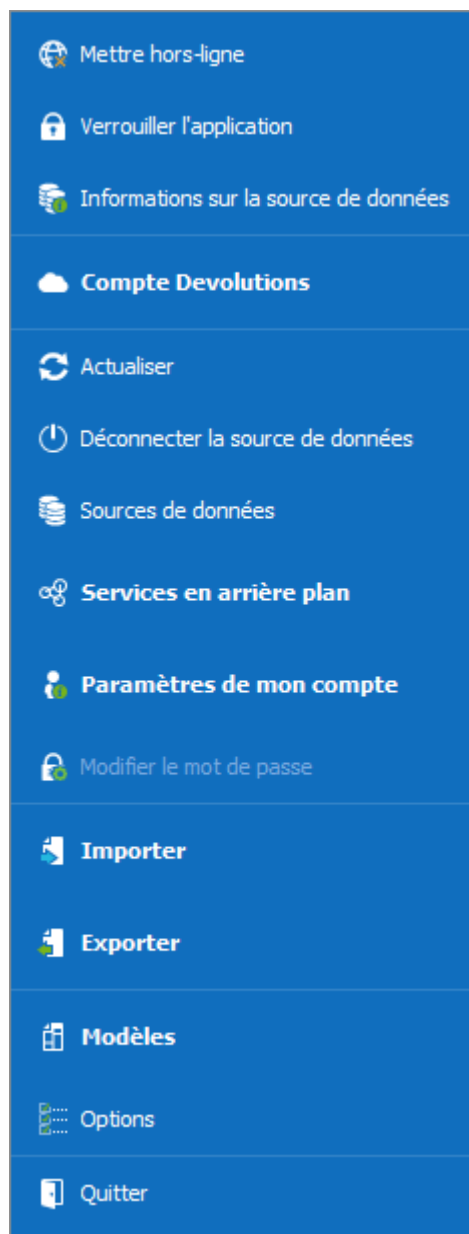 Mettre hors-ligne
Verrouiller l'application
Informations sur la source de données
Compte Devolutions
Actualiser
Déconnecter la source de données
Sources de données
Services en arrière plan
Paramètres de mon compte
Modifier le mot de passe
Importer
Exporter
Modèles
Options
Quitter